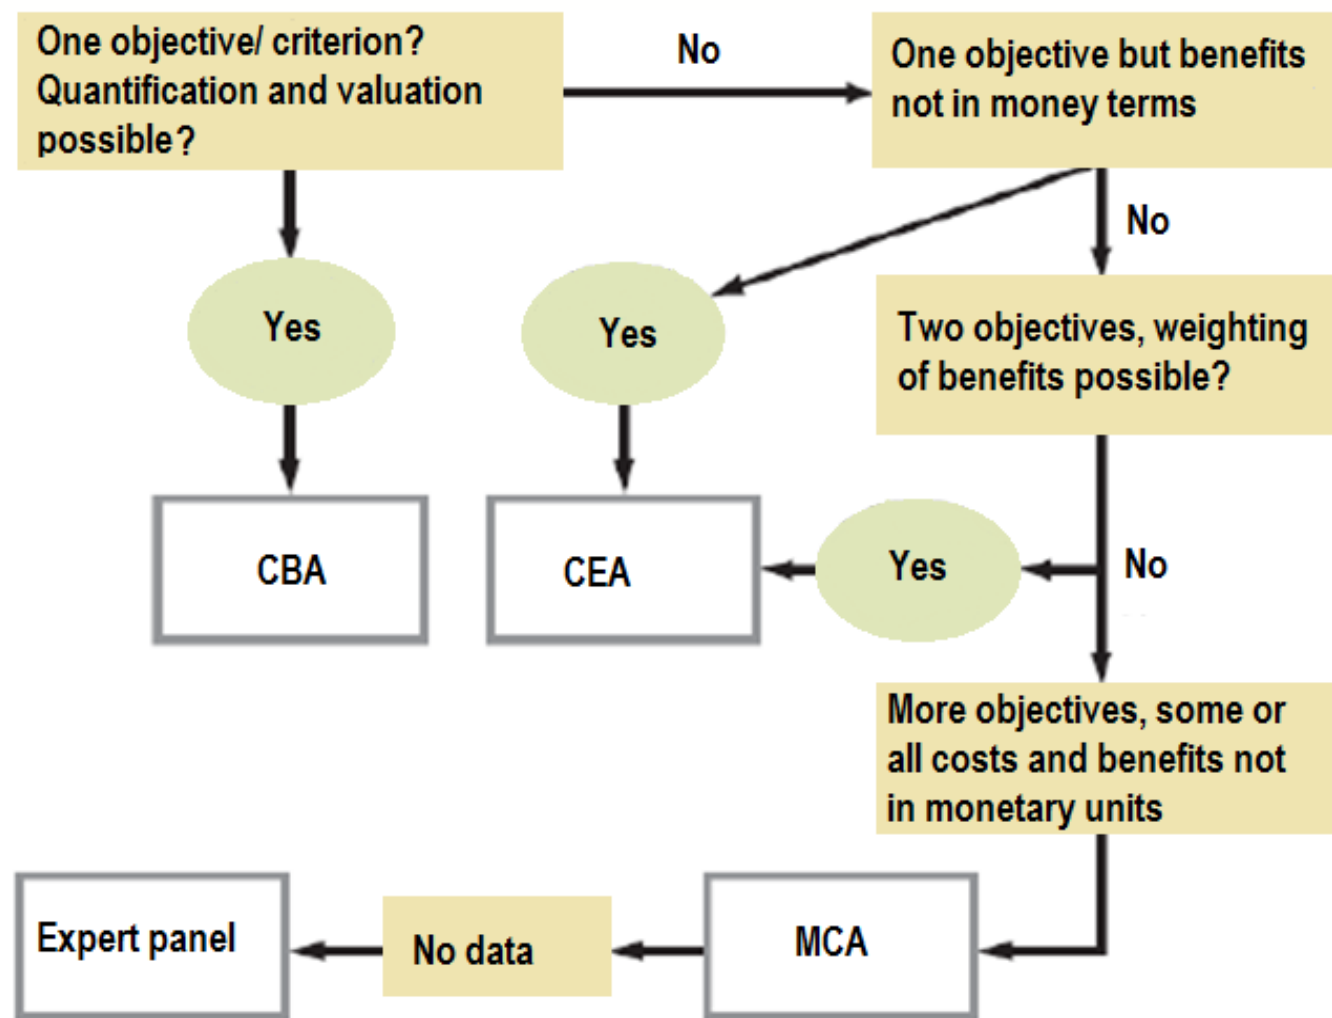 One objective/ criterion?
Quantification and valuation
possible?
No
One objective but benefits
not in money terms
No
Yes
Yes
Two objectives, weighting
of benefits possible?
CBA
CEA
Yes
No
More objectives, some or
all costs and benefits not
in monetary units
Expert panel
No data
MCA